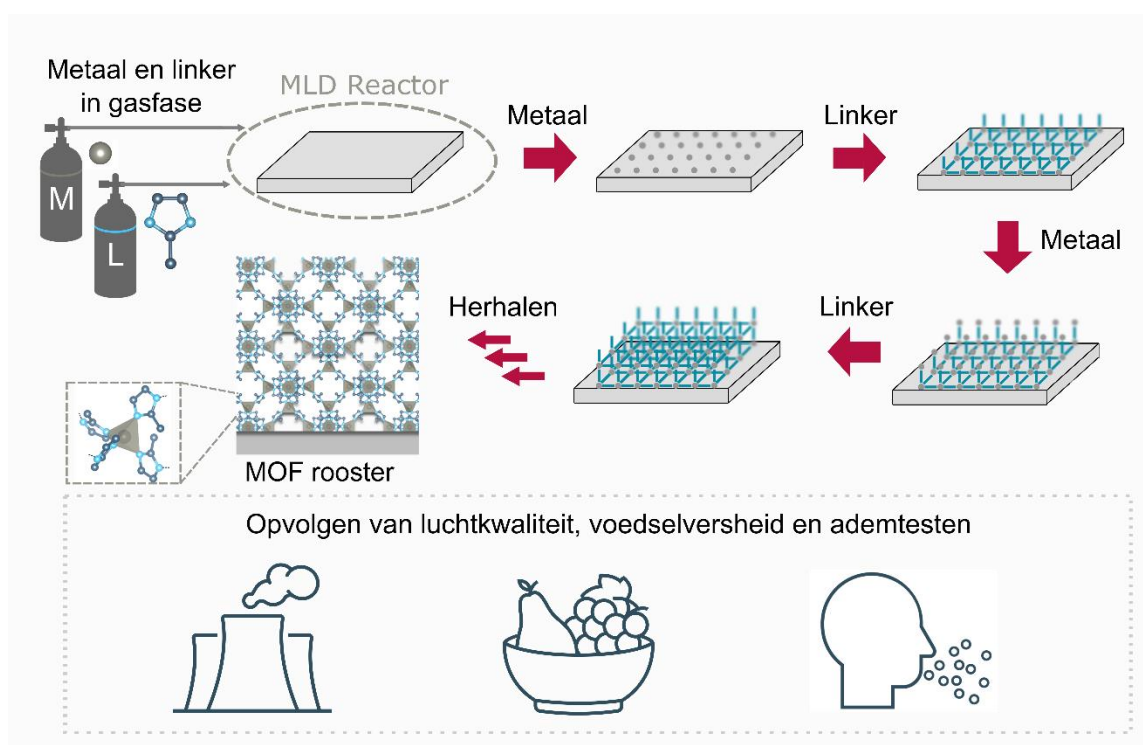 Metaal en linker
in gasfase
MLD Reactor
Metaal
Linker
M
L
Metaal
Herhalen
Linker
MOF rooster
Opvolgen van luchtkwaliteit, voedselversheid en ademtesten